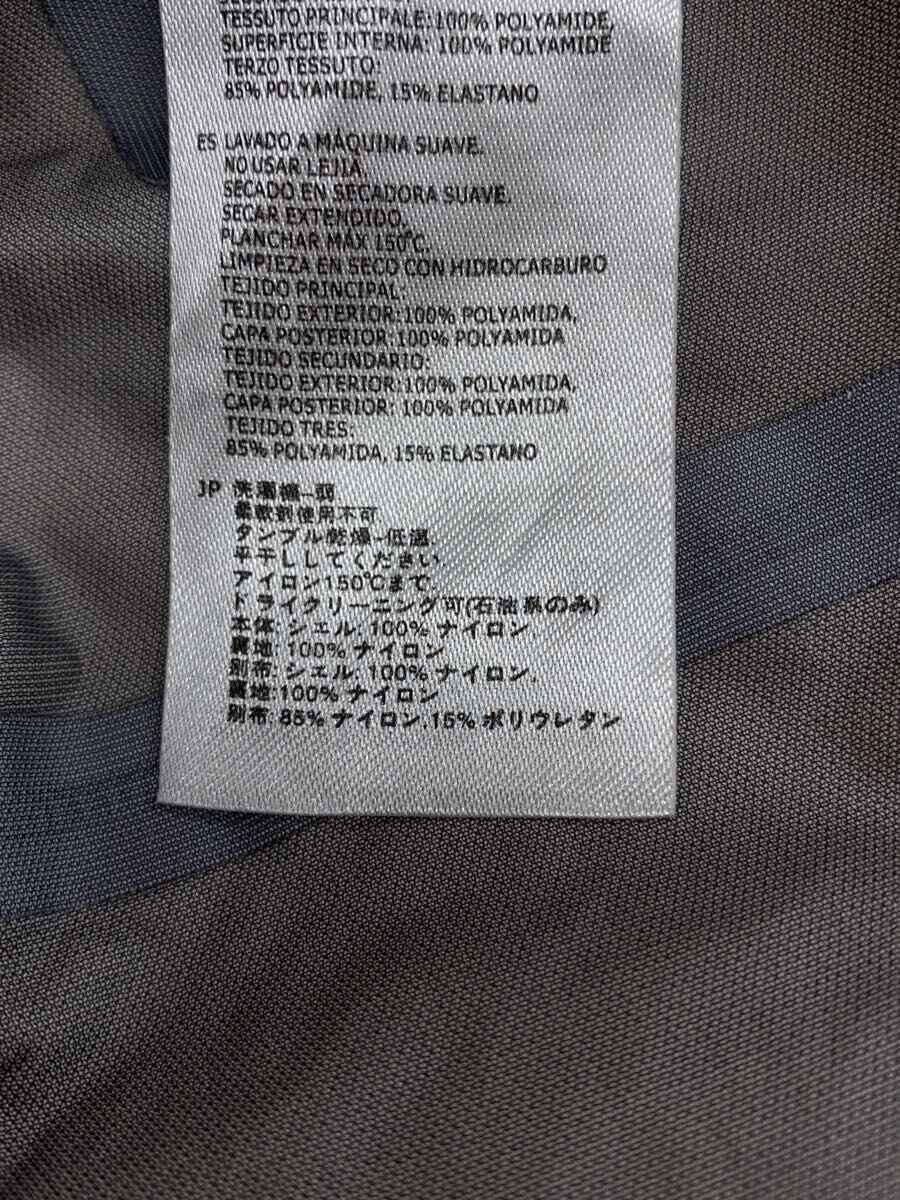 TESSUTO PRINCIPALE:100% POLYAMIDE,
SUPERFICIE INTERNA: 100% POLYAMIDE
TERZO TESSUTO:
85% POLYAMIDE, 15% ELASTANO
ES LAVADO A MÁQUINA SUAVE.
NO USAR LEJIA.
SECADO EN SECADORA SUAVE.
SECAR EXTENDIDO.
PLANCHAR MÁX 150°C.
LIMPIEZA EN SECO CON HIDROCARBURO
TEJIDO PRINCIPAL:
TEJIDO EXTERIOR:100% POLYAMIDA,
CAPA POSTERIOR:100% POLYAMIDA
TEJIDO SECUNDARIO:
TEJIDO EXTERIOR:100% POLYAMIDA,
CAPA POSTERIOR: 100% POLYAMIDA
TEJIDO TRES:
85% POLYAMIDA, 15% ELASTANO
JP 洗濯機–弱
柔軟剤使用不可
タンブル乾燥–低温.
平干ししてください
アイロン150℃まで
ドライクリーニング可(石油系のみ)
本体: シェル: 100% ナイロン,
裏地: 100% ナイロン
別布: シェル: 100% ナイロン,
裏地:100% ナイロン
別布: 85% ナイロン,15% ポリウレタン